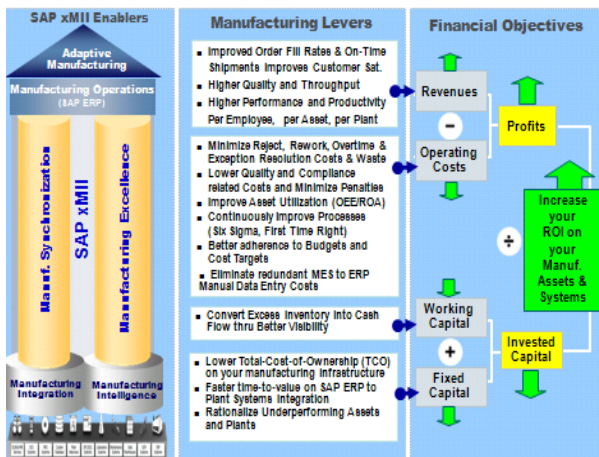 SAP xMII Enablers
Adaptive
Manufacturing
Manufacturing Operations
(SAP ERP)
Manuf. Synchronization
SAP xMII
Manufacturing Excellence
Manufacturing
Integration
Manufacturing
Intelligence
Manufacturing Levers
▪ Improved Order Fill Rates & On-Time
Shipments Improves Customer Sat.
▪ Higher Quality and Throughput
▪ Higher Performance and Productivity
Per Employee, per Asset, per Plant
▪ Minimize Reject, Rework, Overtime &
Exception Resolution Costs & Waste
▪ Lower Quality and Compliance
related Costs and Minimize Penalties
▪ Improve Asset Utilization (OEE/ROA)
▪ Continuously Improve Processes
(Six Sigma, First Time Right)
▪ Better adherence to Budgets and
Cost Targets
▪ Eliminate redundant MES to ERP
Manual Data Entry Costs
▪ Convert Excess Inventory into Cash
Flow thru Better Visibility
▪ Lower Total-Cost-of-Ownership (TCO)
on your manufacturing infrastructure
▪ Faster time-to-value on SAP ERP to
Plant Systems Integration
▪ Rationalize Underperforming Assets
and Plants
Financial Objectives
Revenues
−
Operating
Costs
Profits
÷
Increase
your
ROI on
your
Manuf.
Assets &
Systems
Working
Capital
+
Fixed
Capital
Invested
Capital